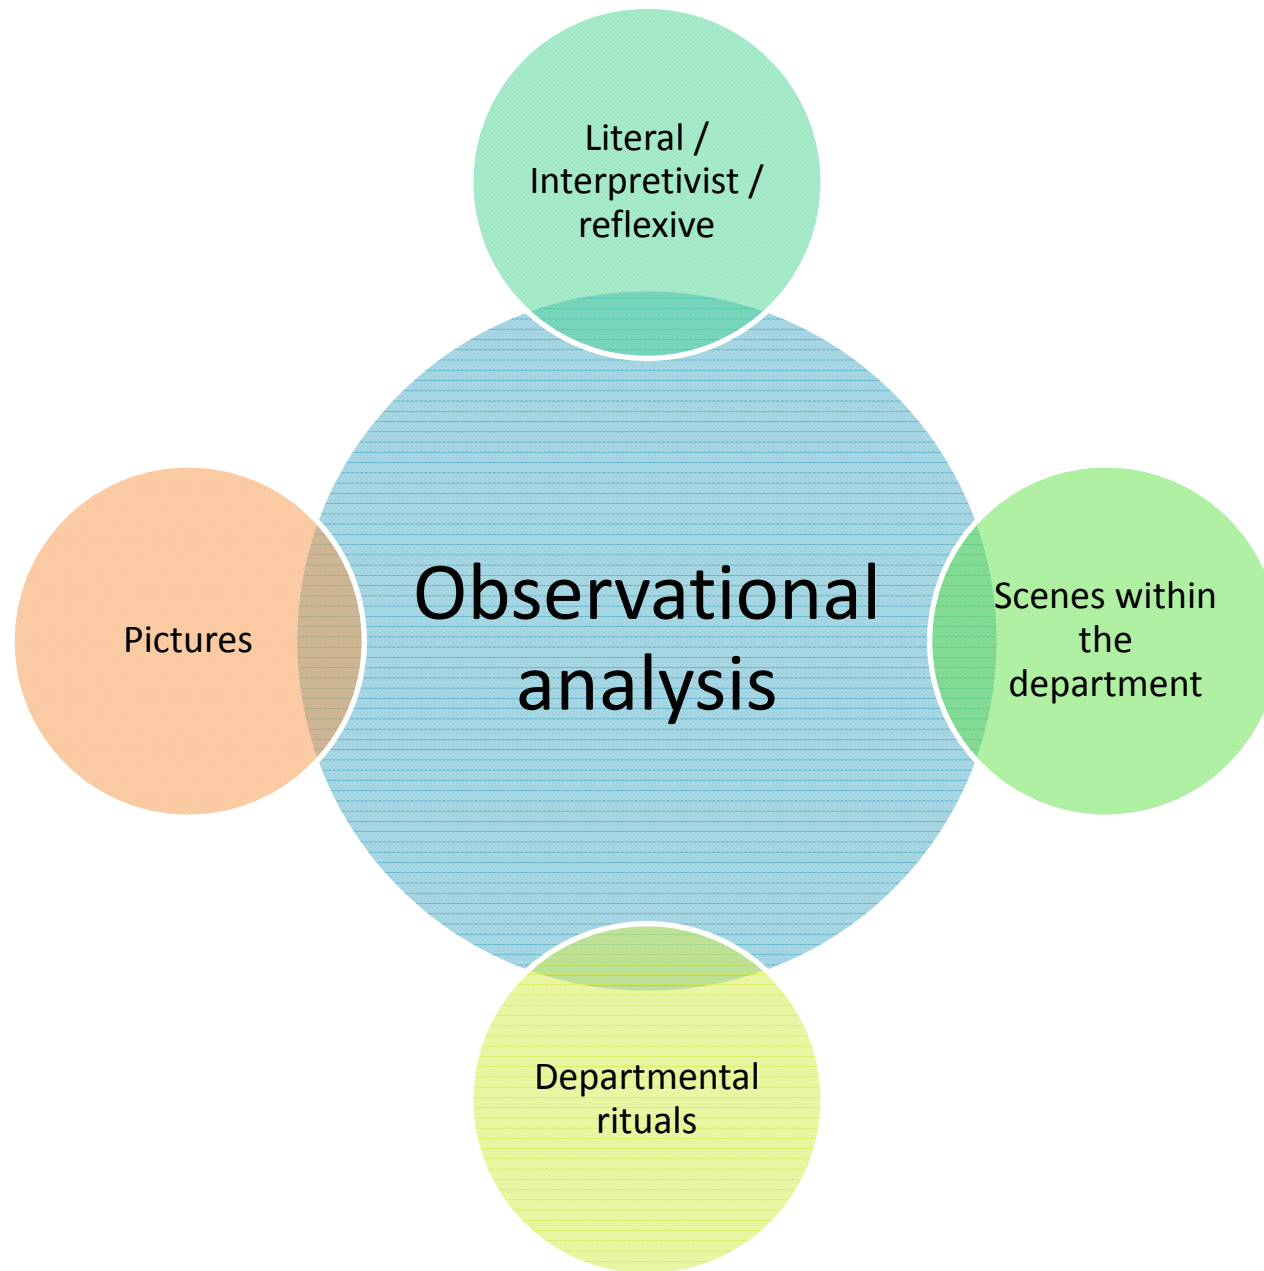 Literal /
Interpretivist /
reflexive
Pictures
Observational
analysis
Scenes within
the
department
Departmental
rituals